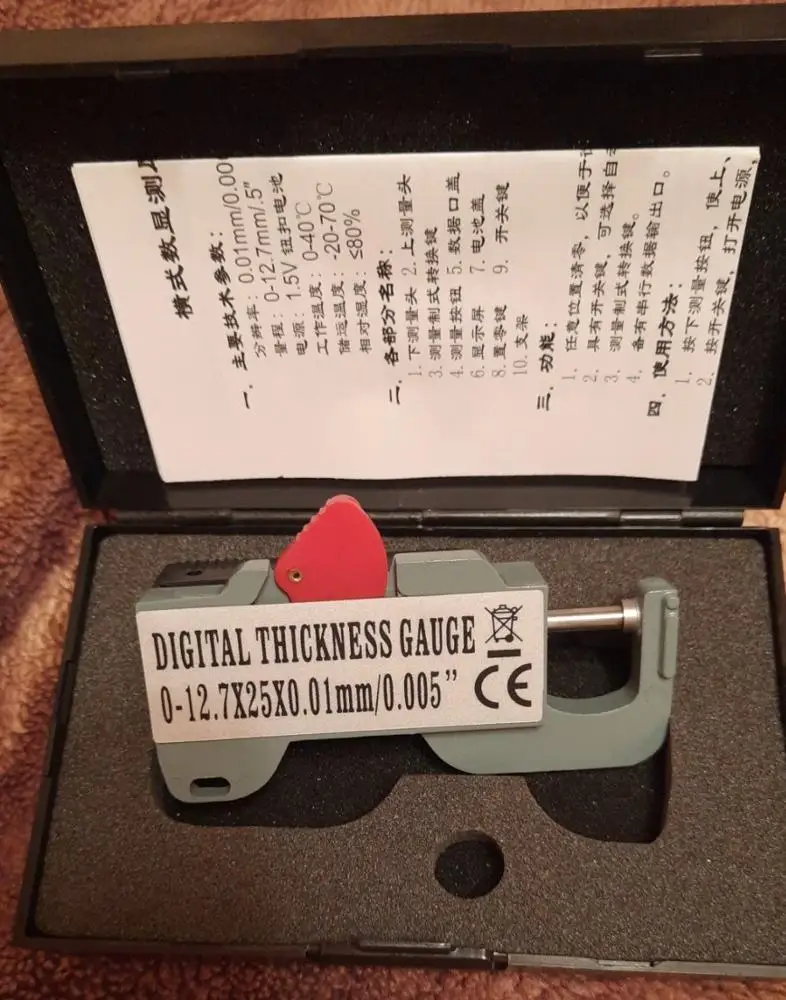 横式数显测
一. 主要技术参数:
分辨率: 0.01mm/0.00
量程: 0-12.7mm/.5"
电源: 1.5V 钮扣电池
工作温度: 0-40℃
储运温度: -20-70℃
相对湿度: ≤80%
二. 各部分名称:
1. 下测量头 2. 上测量头
3. 测量制式转换键
4. 测量按钮 5. 数据口盖
6. 显示屏 7. 电池盖
8. 置零键 9. 开关键
10. 支架
三. 功能:
1. 任意位置清零, 以便于
2. 具有开关键, 可选择自
3. 测量制式转换键。
4. 备有串行数据输出口。
四. 使用方法:
1. 按下测量按钮, 使上、
2. 按开关键, 打开电源,
DIGITAL THICKNESS GAUGE
0-12.7X25X0.01mm/0.005"
CE